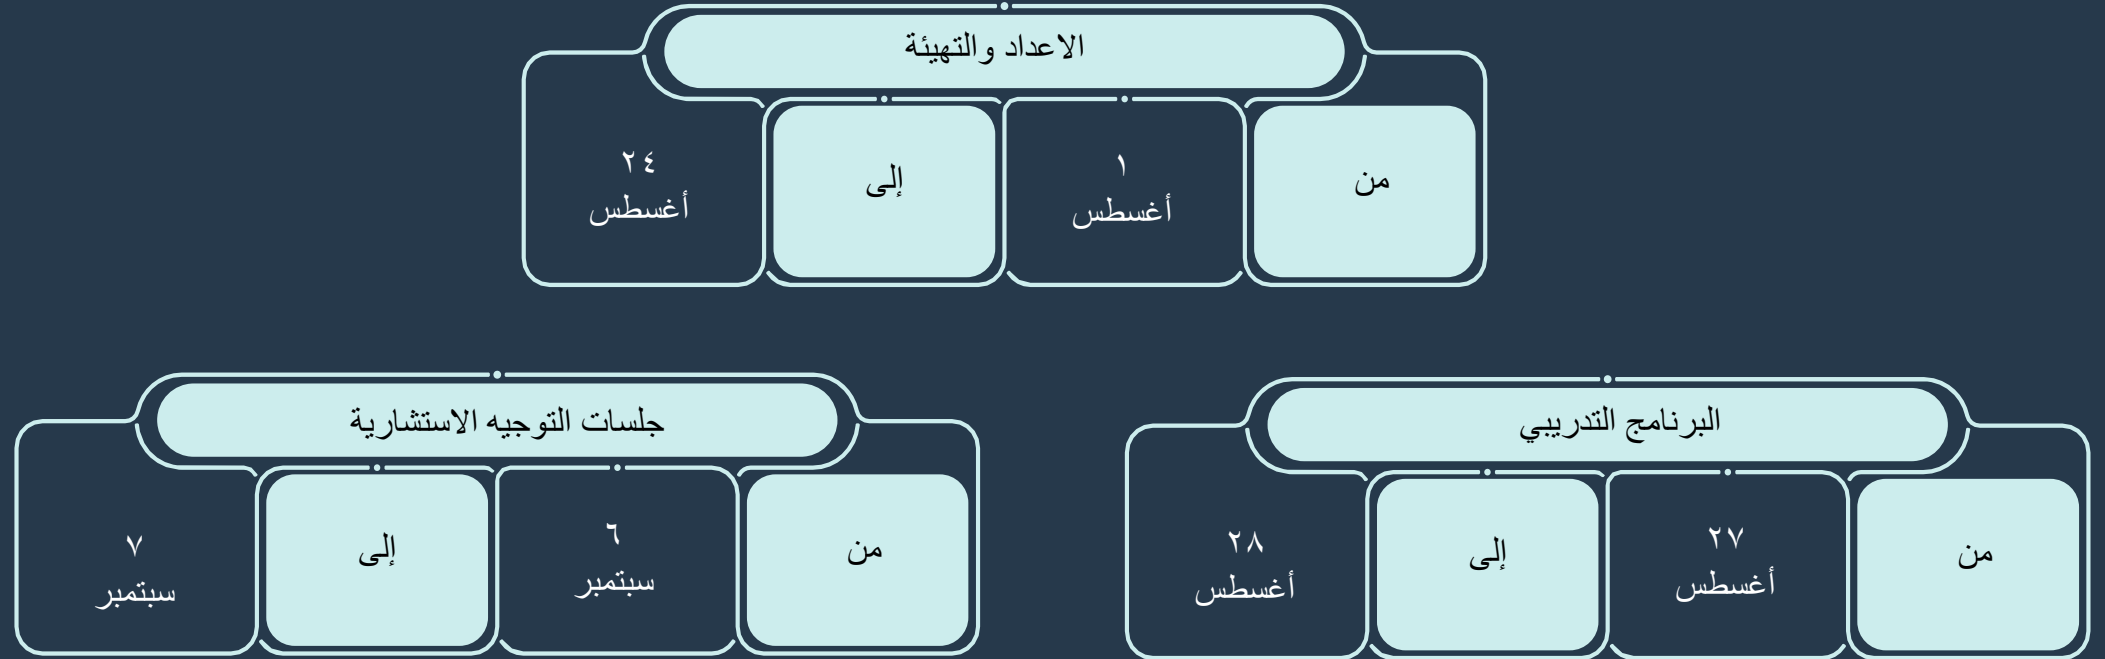 الاعداد والتهيئة
من
١
أغسطس
إلى
٢٤
أغسطس
البرنامج التدريبي
من
٢٧
أغسطس
إلى
٢٨
أغسطس
جلسات التوجيه الاستشارية
من
٦
سبتمبر
إلى
٧
سبتمبر